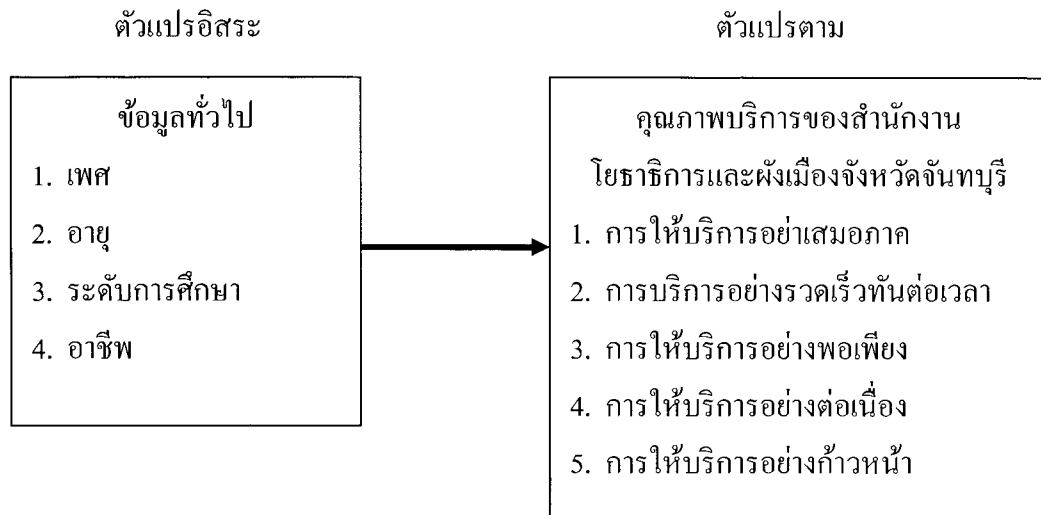 ตัวแปรอิสระ
ตัวแปรตาม
ข้อมูลทั่วไป
1. เพศ
2. อายุ
3. ระดับการศึกษา
4. อาชีพ
คุณภาพบริการของสำนักงาน
โยธาธิการและผังเมืองจังหวัดจันทบุรี
1. การให้บริการอย่าเสมอภาค
2. การบริการอย่างรวดเร็วทันต่อเวลา
3. การให้บริการอย่างพอเพียง
4. การให้บริการอย่างต่อเนื่อง
5. การให้บริการอย่างก้าวหน้า